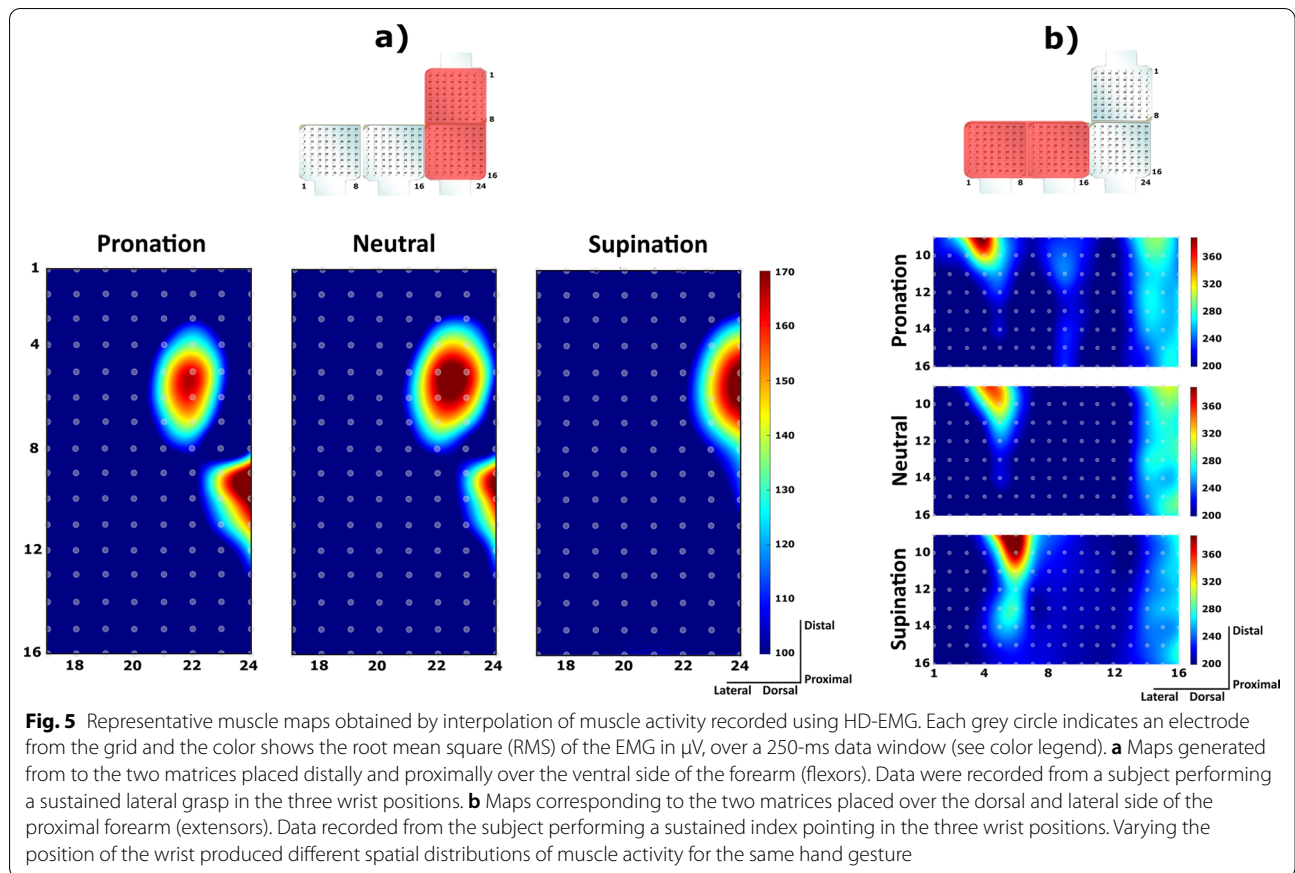 a)
1
8
16
1 8 16 24
b)
1
8
16
1 8 16 24
Pronation Neutral Supination
1
4
8
12
16
18 20 22 24
18 20 22 24
18 20 22 24
170
160
150
140
130
120
110
100
Distal
Proximal
Lateral Dorsal
Pronation
10
12
14
16
360
320
280
240
200
Neutral
10
12
14
16
360
320
280
240
200
Supination
10
12
14
16
1 4 8 12 16
360
320
280
240
200
Distal
Proximal
Lateral Dorsal
Fig. 5 Representative muscle maps obtained by interpolation of muscle activity recorded using HD-EMG. Each grey circle indicates an electrode
from the grid and the color shows the root mean square (RMS) of the EMG in µV, over a 250-ms data window (see color legend). a Maps generated
from to the two matrices placed distally and proximally over the ventral side of the forearm (flexors). Data were recorded from a subject performing
a sustained lateral grasp in the three wrist positions. b Maps corresponding to the two matrices placed over the dorsal and lateral side of the
proximal forearm (extensors). Data recorded from the subject performing a sustained index pointing in the three wrist positions. Varying the
position of the wrist produced different spatial distributions of muscle activity for the same hand gesture